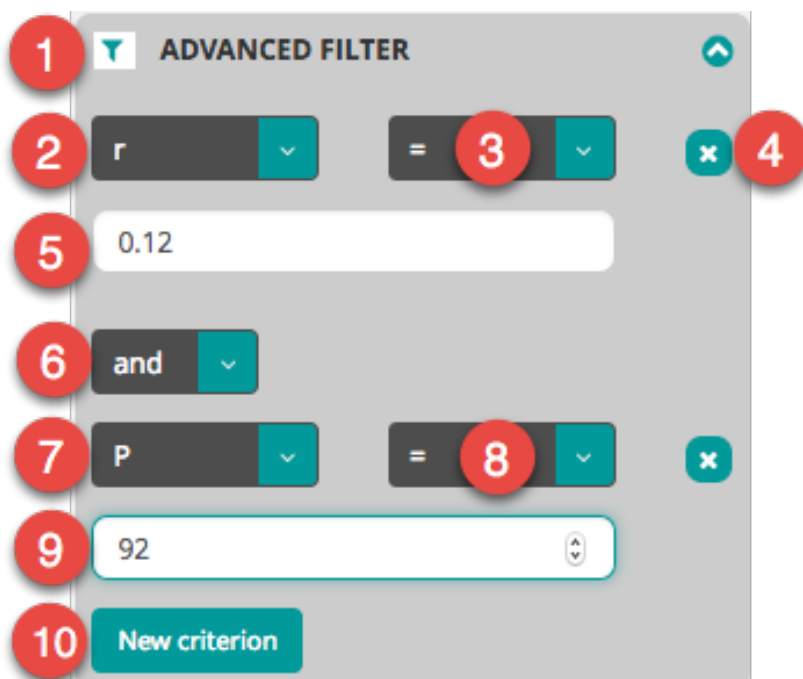 1 ADVANCED FILTER
2 r = 3 4
5 0.12
6 and
7 P = 8
9 92
10 New criterion